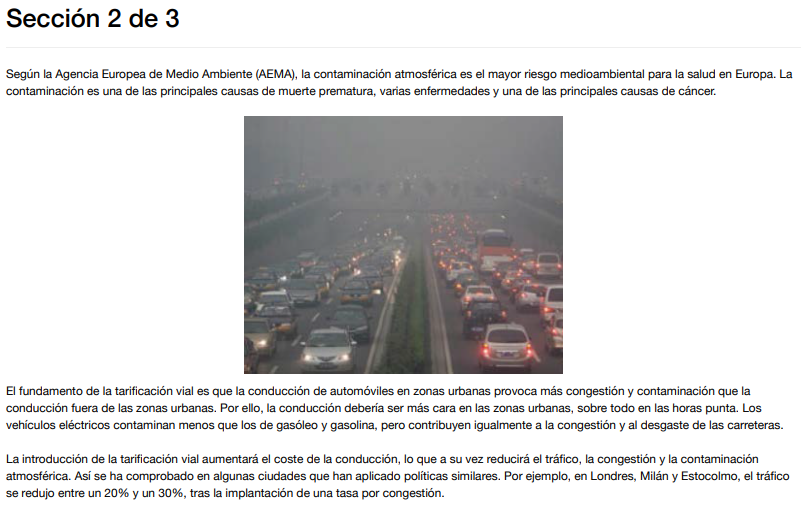 Sección 2 de 3
Según la Agencia Europea de Medio Ambiente (AEMA), la contaminación atmosférica es el mayor riesgo medioambiental para la salud en Europa. La
contaminación es una de las principales causas de muerte prematura, varias enfermedades y una de las principales causas de cáncer.
El fundamento de la tarificación vial es que la conducción de automóviles en zonas urbanas provoca más congestión y contaminación que la
conducción fuera de las zonas urbanas. Por ello, la conducción debería ser más cara en las zonas urbanas, sobre todo en las horas punta. Los
vehículos eléctricos contaminan menos que los de gasóleo y gasolina, pero contribuyen igualmente a la congestión y al desgaste de las carreteras.
La introducción de la tarificación vial aumentará el coste de la conducción, lo que a su vez reducirá el tráfico, la congestión y la contaminación
atmosférica. Así se ha comprobado en algunas ciudades que han aplicado políticas similares. Por ejemplo, en Londres, Milán y Estocolmo, el tráfico
se redujo entre un 20% y un 30%, tras la implantación de una tasa por congestión.